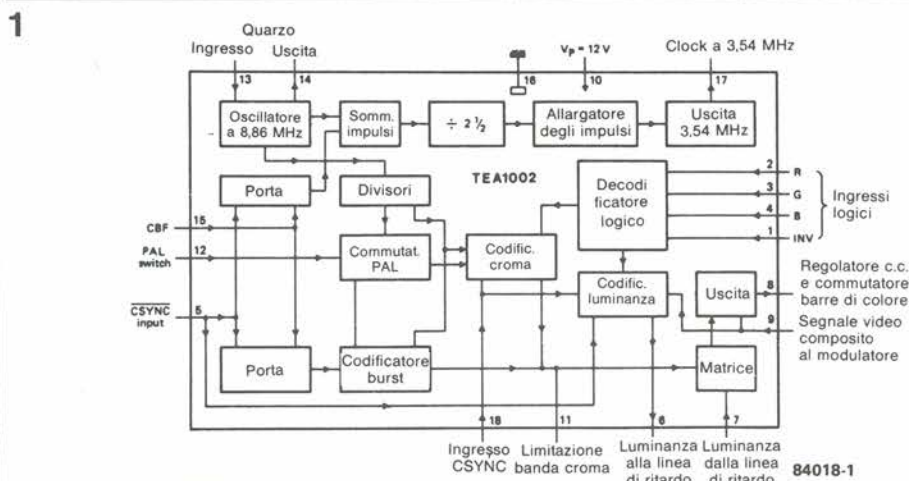 1
Quarzo
Ingresso Uscita
13 14
16
Vp = 12 V
10
Clock a 3,54 MHz
17
Oscillatore
a 8,86 MHz
Somm.
impulsi
÷ 2 ½
Allargatore
degli impulsi
Uscita
3,54 MHz
Porta
Divisori
TEA1002
Decodi
ficatore
logico
2 R
3 G
4 B
1 INV
Ingressi
logici
CBF 15
PAL
switch
12
Commutat.
PAL
Codific.
croma
Codific.
luminanza
Uscita
8
Regolatore c.c.
e commutatore
barre di colore
9
Segnale video
composito
al modulatore
CSYNC
input
5
Porta
Codificatore
burst
Matrice
18 11 6 7
Ingresso
CSYNC
Limitazione
banda croma
Luminanza
alla linea
di ritardo
Luminanza
dalla linea
di ritardo
84018-1